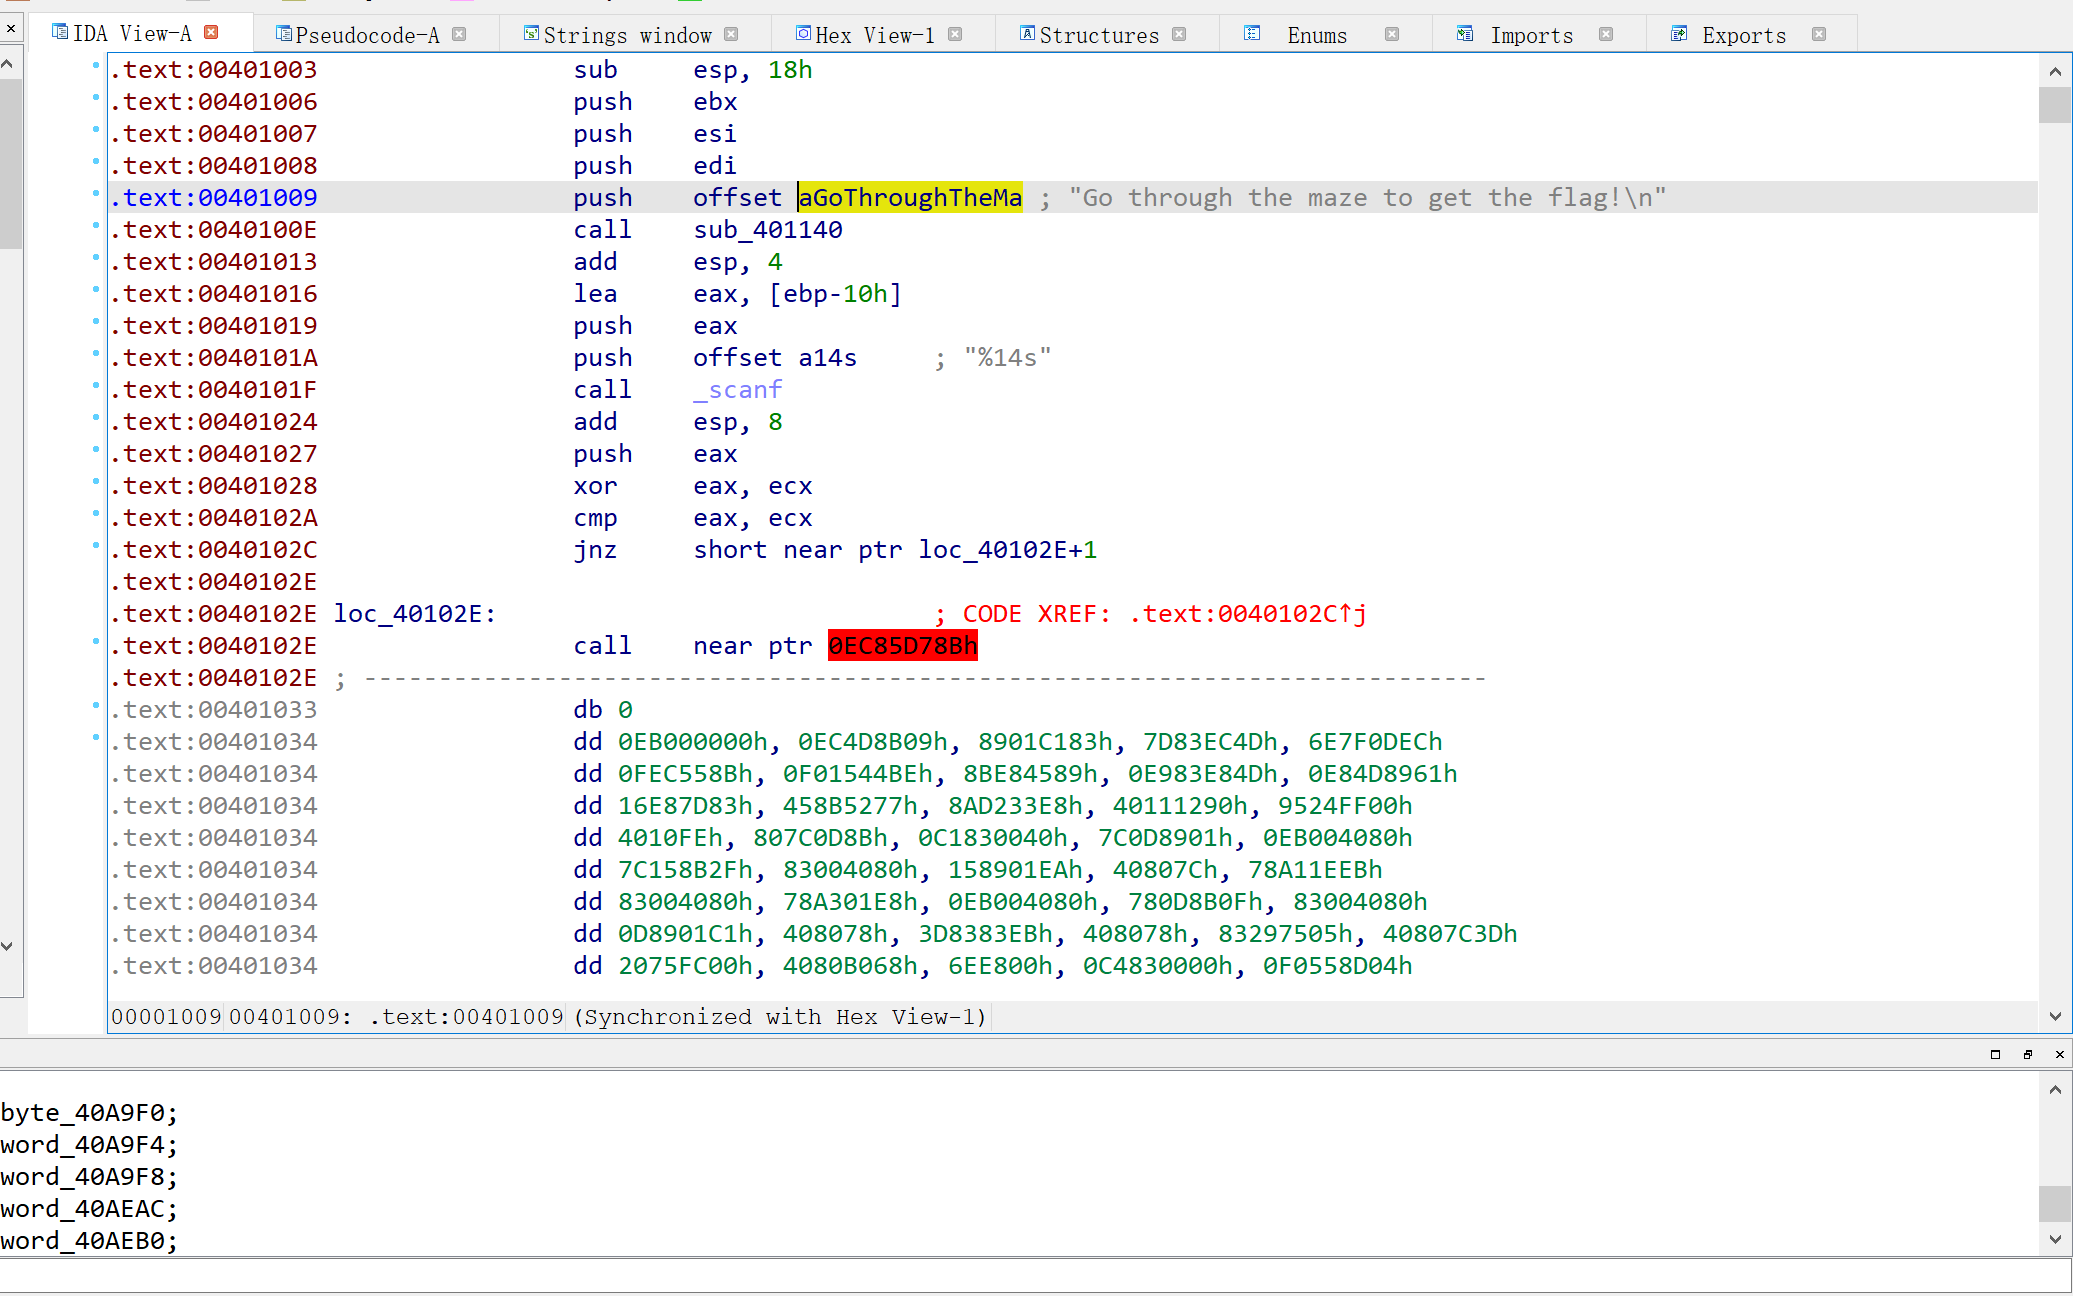 IDA View-A Pseudocode-A Strings window Hex View-1 Structures Enums Imports Exports
.text:00401003 sub esp, 18h
.text:00401006 push ebx
.text:00401007 push esi
.text:00401008 push edi
.text:00401009 push offset aGoThroughTheMa ; "Go through the maze to get the flag!\n"
.text:0040100E call sub_401140
.text:00401013 add esp, 4
.text:00401016 lea eax, [ebp-10h]
.text:00401019 push eax
.text:0040101A push offset a14s ; "%14s"
.text:0040101F call _scanf
.text:00401024 add esp, 8
.text:00401027 push eax
.text:00401028 xor eax, ecx
.text:0040102A cmp eax, ecx
.text:0040102C jnz short near ptr loc_40102E+1
.text:0040102E
.text:0040102E loc_40102E: ; CODE XREF: .text:0040102C↑j
.text:0040102E call near ptr 0EC85D78Bh
.text:0040102E ; ---------------------------------------------------------------------------
.text:00401033 db 0
.text:00401034 dd 0EB000000h, 0EC4D8B09h, 8901C183h, 7D83EC4Dh, 6E7F0DECh
.text:00401034 dd 0FEC558Bh, 0F01544BEh, 8BE84589h, 0E983E84Dh, 0E84D8961h
.text:00401034 dd 16E87D83h, 458B5277h, 8AD233E8h, 40111290h, 9524FF00h
.text:00401034 dd 4010FEh, 807C0D8Bh, 0C1830040h, 7C0D8901h, 0EB004080h
.text:00401034 dd 7C158B2Fh, 83004080h, 158901EAh, 40807Ch, 78A11EEBh
.text:00401034 dd 83004080h, 78A301E8h, 0EB004080h, 780D8B0Fh, 83004080h
.text:00401034 dd 0D8901C1h, 408078h, 3D8383EBh, 408078h, 83297505h, 40807C3Dh
.text:00401034 dd 2075FC00h, 4080B068h, 6EE800h, 0C4830000h, 0F0558D04h
00001009 00401009: .text:00401009 (Synchronized with Hex View-1)
byte_40A9F0;
word_40A9F4;
word_40A9F8;
word_40AEAC;
word_40AEB0;